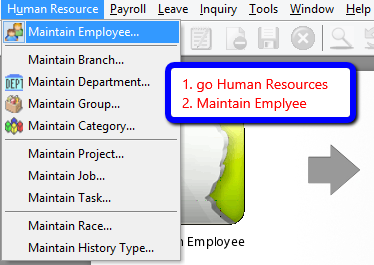 Human Resource Payroll Leave Inquiry Tools Window Help
Maintain Employee...
Maintain Branch...
Maintain Department...
Maintain Group...
Maintain Category...
Maintain Project...
Maintain Job...
Maintain Task...
Maintain Race...
Maintain History Type...
1. go Human Resources
2. Maintain Emplyee
DEPT
n Employee